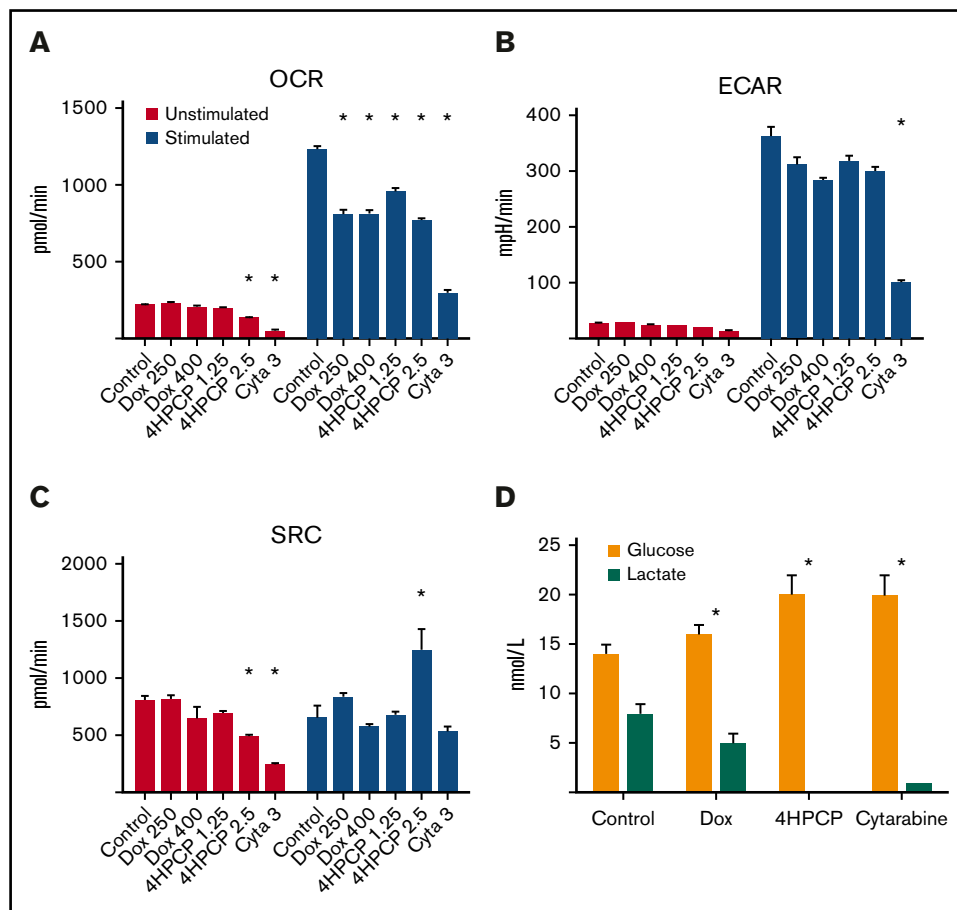 A
OCR
Unstimulated
Stimulated
pmol/min
1500
1000
500
* * * * *
* *
Control
Dox 250
Dox 400
4HPCP 1.25
4HPCP 2.5
Cyta 3
Control
Dox 250
Dox 400
4HPCP 1.25
4HPCP 2.5
Cyta 3
B
ECAR
mpH/min
400
300
200
100
*
Control
Dox 250
Dox 400
4HPCP 1.25
4HPCP 2.5
Cyta 3
Control
Dox 250
Dox 400
4HPCP 1.25
4HPCP 2.5
Cyta 3
C
SRC
pmol/min
2000
1500
1000
500
* *
*
Control
Dox 250
Dox 400
4HPCP 1.25
4HPCP 2.5
Cyta 3
Control
Dox 250
Dox 400
4HPCP 1.25
4HPCP 2.5
Cyta 3
D
Glucose
Lactate
nmol/L
25
20
15
10
5
* * *
Control
Dox
4HPCP
Cytarabine